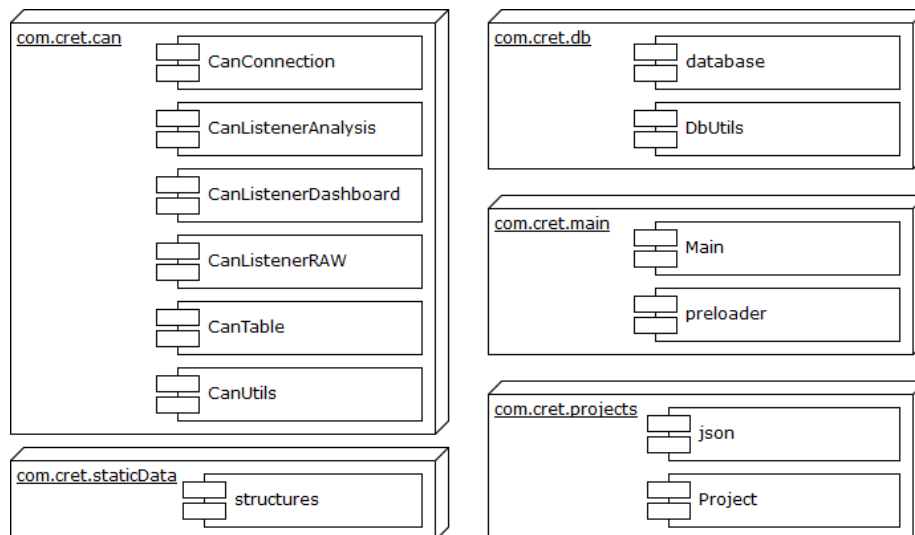 com.cret.can
CanConnection
CanListenerAnalysis
CanListenerDashboard
CanListenerRAW
CanTable
CanUtils
com.cret.staticData
structures
com.cret.db
database
DbUtils
com.cret.main
Main
preloader
com.cret.projects
json
Project